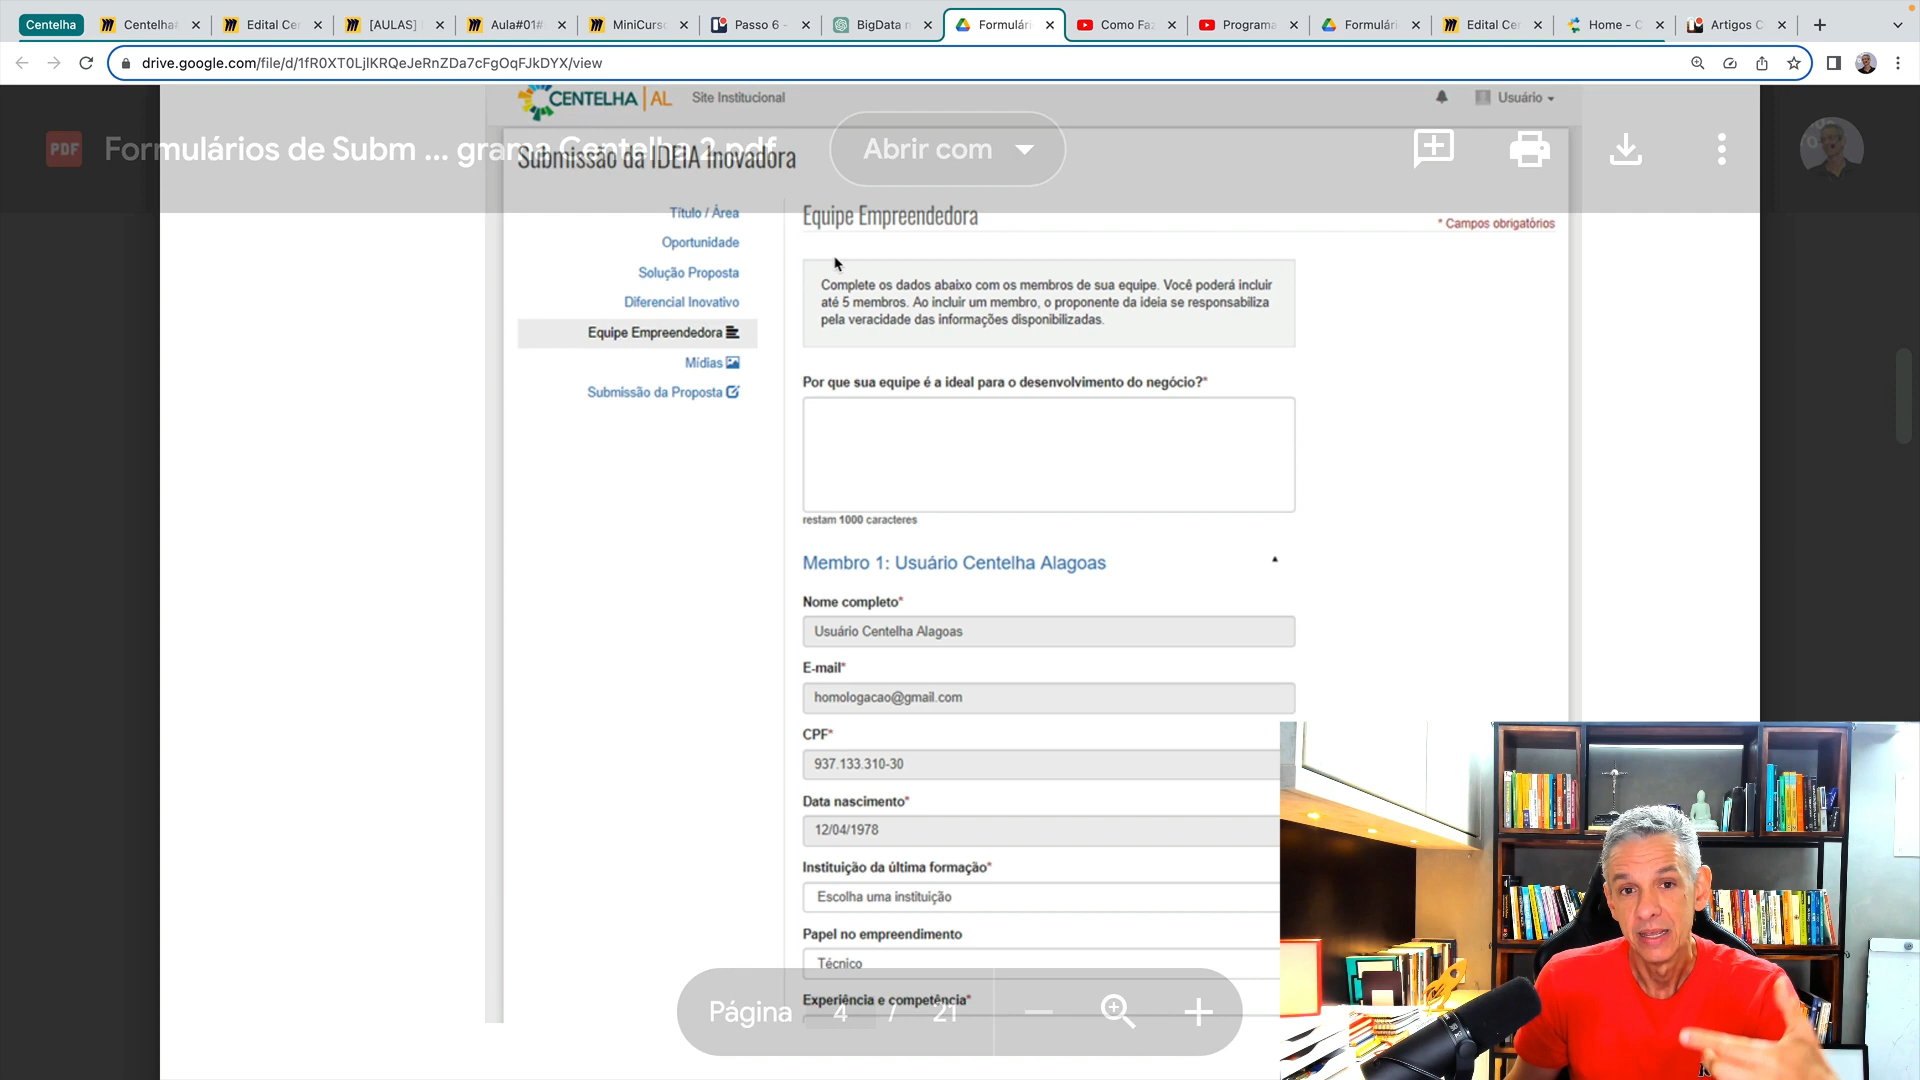 Centelha
Centelha
Edital Cer
[AULAS]
Aula#01#
MiniCurso
Passo 6 -
BigData n
Formulári
Como Faz
Programa
Formulári
Edital Cer
Home - C
Artigos C
drive.google.com/file/d/1fR0XT0LjlKRQeJeRnZDa7cFgOqFJkDYX/view
CENTELHA | AL
Site Institucional
Usuário
PDF
Formulários de Subm ... grama Centelha 2.pdf
Abrir com
Submissão da IDEIA Inovadora
Título / Área
Oportunidade
Solução Proposta
Diferencial Inovativo
Equipe Empreendedora
Mídias
Submissão da Proposta
Equipe Empreendedora
* Campos obrigatórios
Complete os dados abaixo com os membros de sua equipe. Você poderá incluir
até 5 membros. Ao incluir um membro, o proponente da ideia se responsabiliza
pela veracidade das informações disponibilizadas.
Por que sua equipe é a ideal para o desenvolvimento do negócio?*
restam 1000 caracteres
Membro 1: Usuário Centelha Alagoas
Nome completo*
Usuário Centelha Alagoas
E-mail*
homologacao@gmail.com
CPF*
937.133.310-30
Data nascimento*
12/04/1978
Instituição da última formação*
Escolha uma instituição
Papel no empreendimento
Técnico
Experiência e competência*
Página 4 / 21